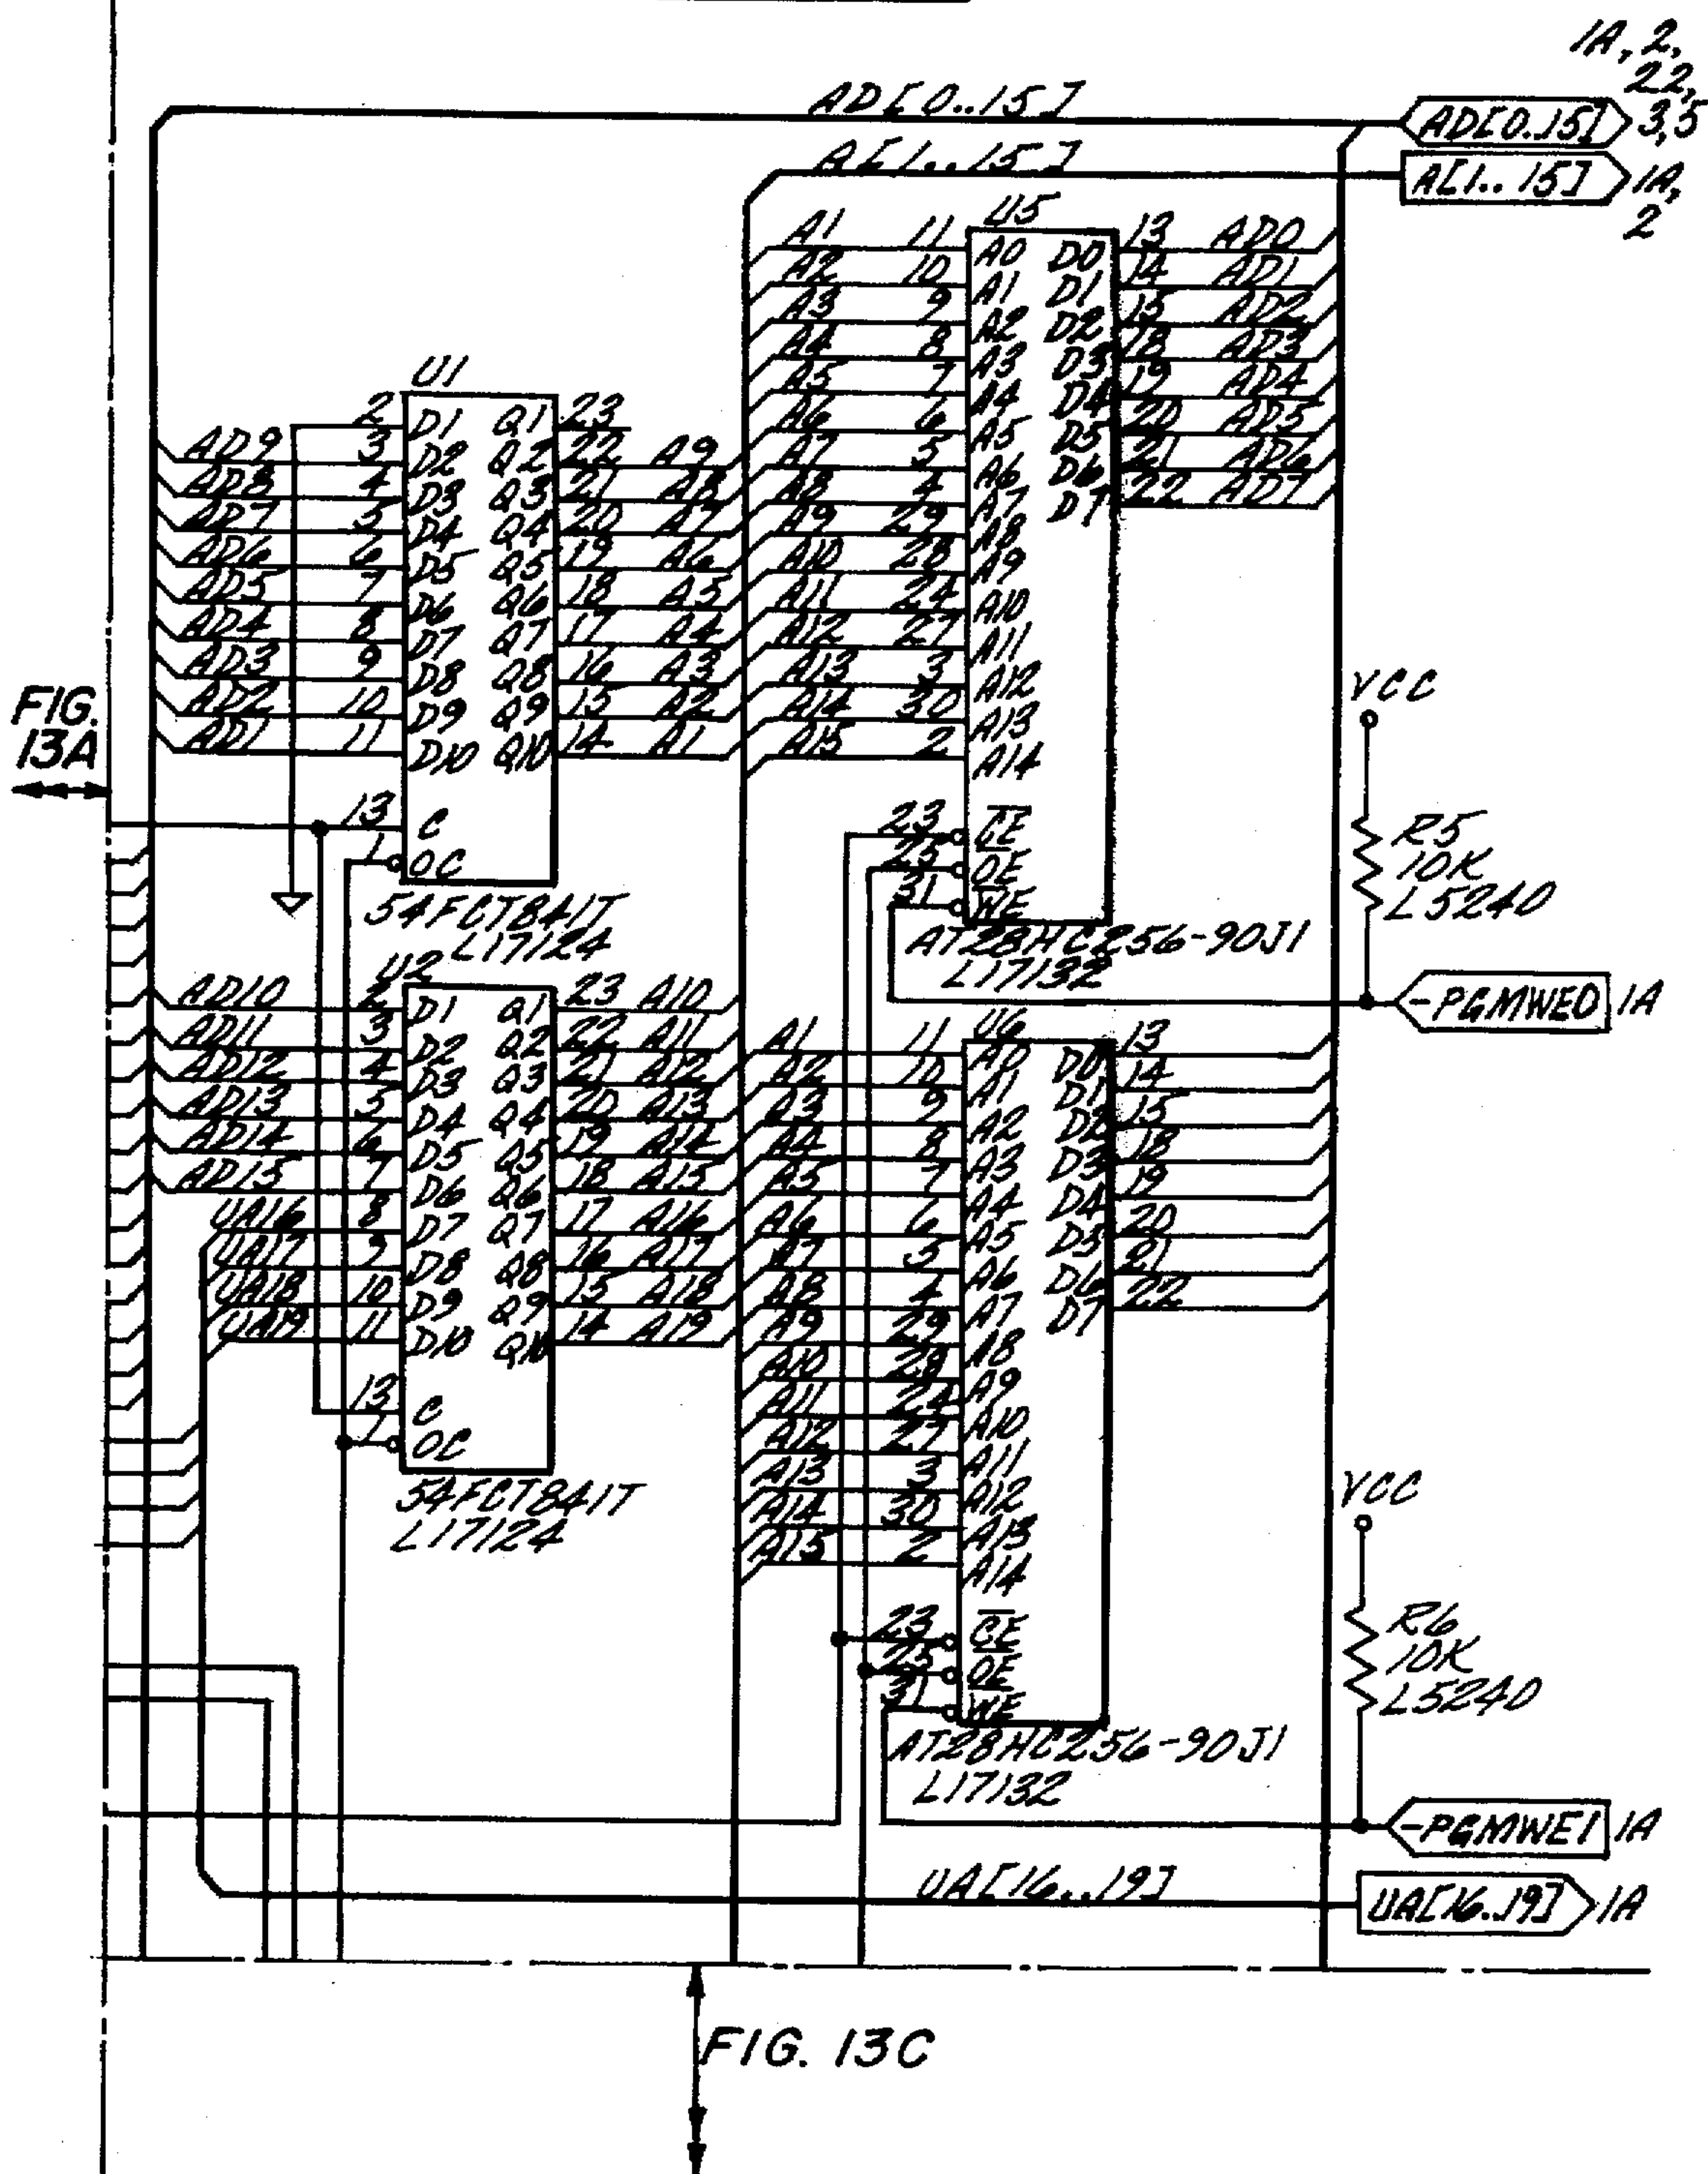 1A, 2,
22,
3,5
AD[0..15]
AD[0.15]
A[1..15]
A[1..15]
1A,
2
U5
A1 11 A0 D0 13 AD0
A2 10 A1 D1 14 AD1
A3 9 A2 D2 15 AD2
A4 8 A3 D3 18 AD3
A5 7 A4 D4 19 AD4
A6 6 A5 D5 20 AD5
A7 5 A6 D6 21 AD6
A8 4 A7 D7 22 AD7
A9 29 A8
A10 28 A9
A11 24 A10
A12 27 A11
A13 3 A12
A14 30 A13
A15 2 A14
23 CE
25 OE
31 WE
AT28HC256-90JI
L17132
U1
2 D1 Q1 23
AD9 3 D2 Q2 22 A9
AD8 4 D3 Q3 21 A8
AD7 5 D4 Q4 20 A7
AD6 6 D5 Q5 19 A6
AD5 7 D6 Q6 18 A5
AD4 8 D7 Q7 17 A4
AD3 9 D8 Q8 16 A3
AD2 10 D9 Q9 15 A2
AD1 11 D10 Q10 14 A1
13 C
1 OC
54FCT841T
L17124
FIG.
13A
VCC
R5
10K
L5240
-PGMWE0 1A
U2
AD10 2 D1 Q1 23 A10
AD11 3 D2 Q2 22 A11
AD12 4 D3 Q3 21 A12
AD13 5 D4 Q4 20 A13
AD14 6 D5 Q5 19 A14
AD15 7 D6 Q6 18 A15
UA16 8 D7 Q7 17 A16
UA17 9 D8 Q8 16 A17
UA18 10 D9 Q9 15 A18
UA19 11 D10 Q10 14 A19
13 C
1 OC
54FCT841T
L17124
U6
A1 11 A0 D0 13
A2 10 A1 D1 14
A3 9 A2 D2 15
A4 8 A3 D3 18
A5 7 A4 D4 19
A6 6 A5 D5 20
A7 5 A6 D6 21
A8 4 A7 D7 22
A9 29 A8
A10 28 A9
A11 24 A10
A12 27 A11
A13 3 A12
A14 30 A13
A15 2 A14
23 CE
25 OE
31 WE
AT28HC256-90JI
L17132
VCC
R6
10K
L5240
-PGMWE1 1A
UA[16..19]
UA[16..19] 1A
FIG. 13C